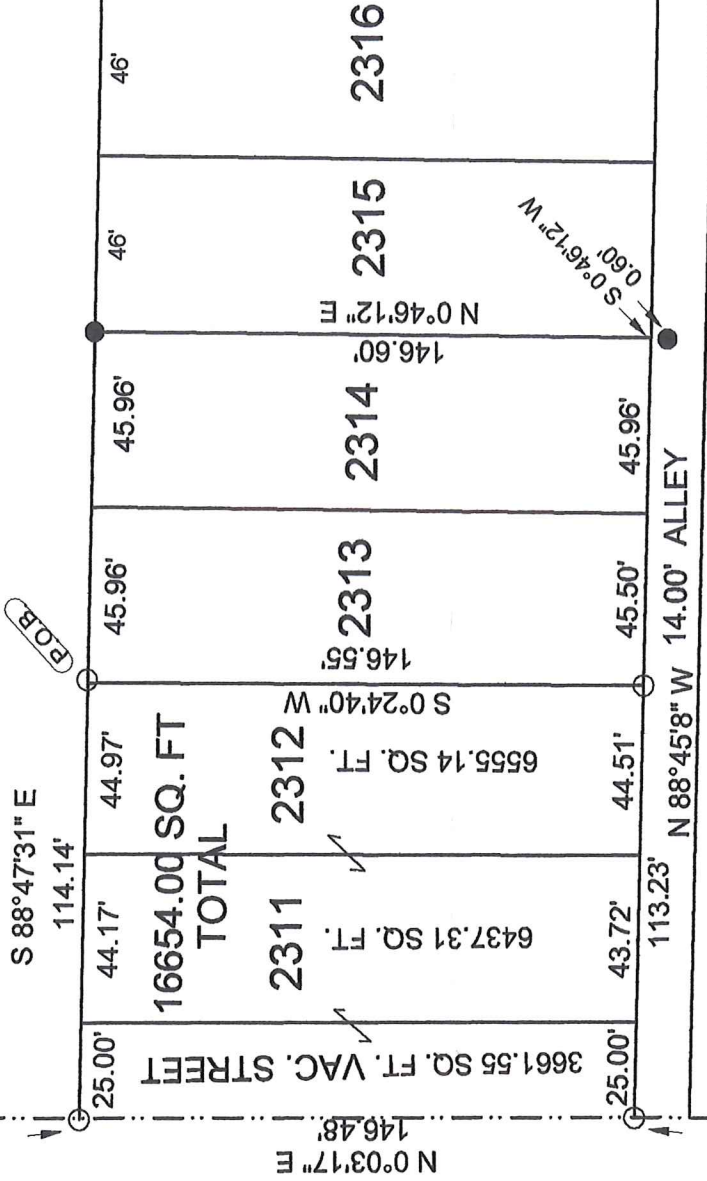 S 88°47'31" E
114.14'
P.O.B.
25.00'
44.17'
44.97'
45.96'
45.96'
46'
46'
16654.00 SQ. FT
TOTAL
2311
2312
2313
2314
2315
2316
3661.55 SQ. FT. VAC. STREET
6437.31 SQ. FT.
6555.14 SQ. FT.
N 0°03'17" E
146.48'
S 0°24'40" W
146.55'
N 0°46'12" E
146.60'
S 0°46'12" W
0.60'
25.00'
43.72'
44.51'
45.50'
45.96'
113.23'
N 88°45'8" W 14.00' ALLEY